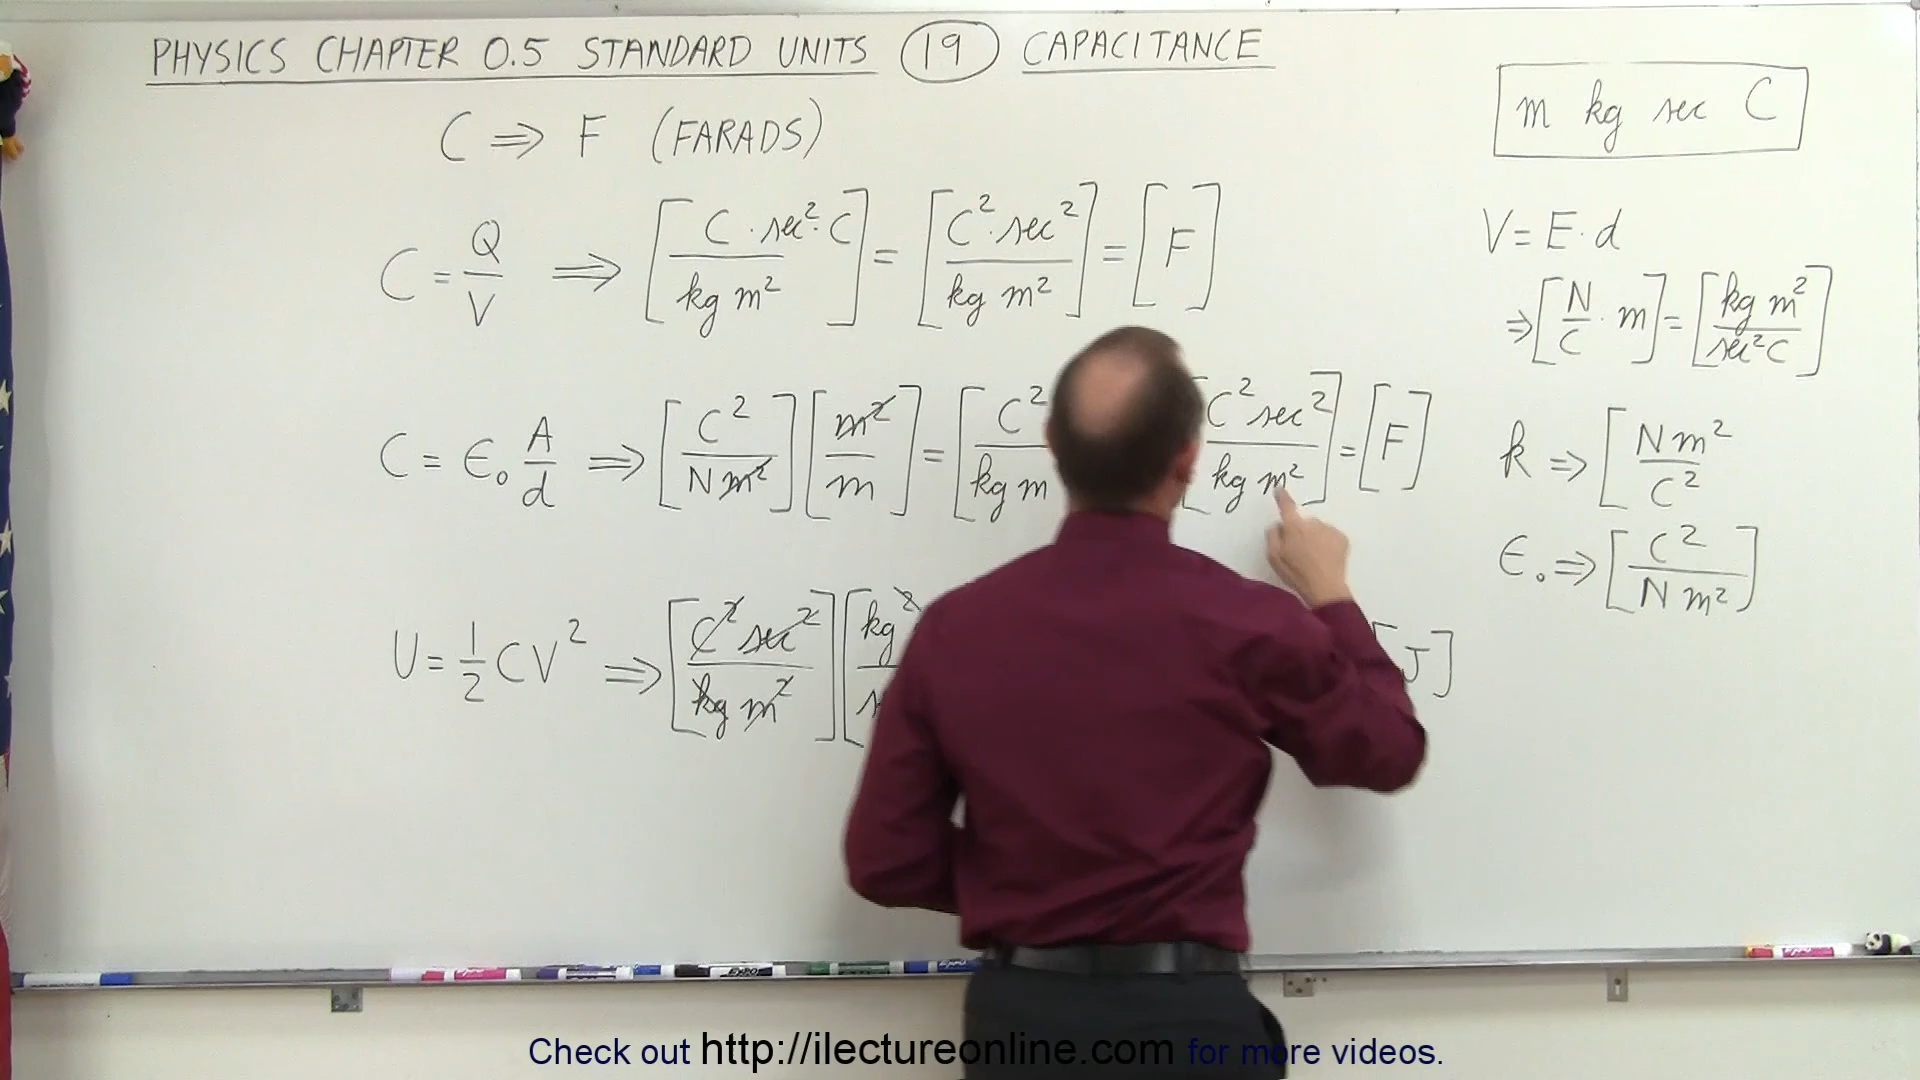 PHYSICS CHAPTER 0.5 STANDARD UNITS 19 CAPACITANCE
m kg sec C
C ⇒ F (FARADS)
C = Q/V ⇒ [C · sec² · C / kg m²] = [C² · sec² / kg m²] = [F]
V = E · d
⇒ [N/C · m] = [kg m² / sec² C]
C = ε₀ A/d ⇒ [C² / N m²] [m² / m] = [C² / kg m C² sec² / kg m²] = [F]
k ⇒ [N m² / C²
ε₀ ⇒ [C² / N m²]
U = 1/2 C V² ⇒ [C² sec² / kg m²] [kg² J]
EXPO
Check out http://ilectureonline.com for more videos.